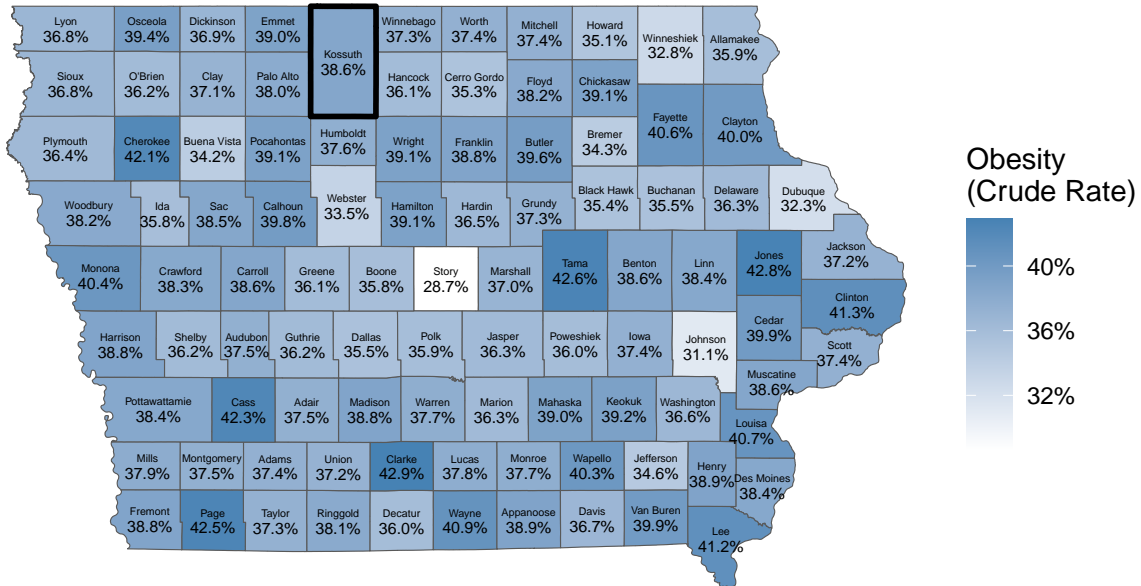 Lyon
36.8%
Osceola
39.4%
Dickinson
36.9%
Emmet
39.0%
Kossuth
38.6%
Winnebago
37.3%
Worth
37.4%
Mitchell
37.4%
Howard
35.1%
Winneshiek
32.8%
Allamakee
35.9%
Sioux
36.8%
O'Brien
36.2%
Clay
37.1%
Palo Alto
38.0%
Hancock
36.1%
Cerro Gordo
35.3%
Floyd
38.2%
Chickasaw
39.1%
Fayette
40.6%
Clayton
40.0%
Plymouth
36.4%
Cherokee
42.1%
Buena Vista
34.2%
Pocahontas
39.1%
Humboldt
37.6%
Wright
39.1%
Franklin
38.8%
Butler
39.6%
Bremer
34.3%
Woodbury
38.2%
Ida
35.8%
Sac
38.5%
Calhoun
39.8%
Webster
33.5%
Hamilton
39.1%
Hardin
36.5%
Grundy
37.3%
Black Hawk
35.4%
Buchanan
35.5%
Delaware
36.3%
Dubuque
32.3%
Monona
40.4%
Crawford
38.3%
Carroll
38.6%
Greene
36.1%
Boone
35.8%
Story
28.7%
Marshall
37.0%
Tama
42.6%
Benton
38.6%
Linn
38.4%
Jones
42.8%
Jackson
37.2%
Clinton
41.3%
Harrison
38.8%
Shelby
36.2%
Audubon
37.5%
Guthrie
36.2%
Dallas
35.5%
Polk
35.9%
Jasper
36.3%
Poweshiek
36.0%
Iowa
37.4%
Johnson
31.1%
Cedar
39.9%
Scott
37.4%
Muscatine
38.6%
Pottawattamie
38.4%
Cass
42.3%
Adair
37.5%
Madison
38.8%
Warren
37.7%
Marion
36.3%
Mahaska
39.0%
Keokuk
39.2%
Washington
36.6%
Louisa
40.7%
Mills
37.9%
Montgomery
37.5%
Adams
37.4%
Union
37.2%
Clarke
42.9%
Lucas
37.8%
Monroe
37.7%
Wapello
40.3%
Jefferson
34.6%
Henry
38.9%
Des Moines
38.4%
Fremont
38.8%
Page
42.5%
Taylor
37.3%
Ringgold
38.1%
Decatur
36.0%
Wayne
40.9%
Appanoose
38.9%
Davis
36.7%
Van Buren
39.9%
Lee
41.2%
Obesity
(Crude Rate)
40%
36%
32%